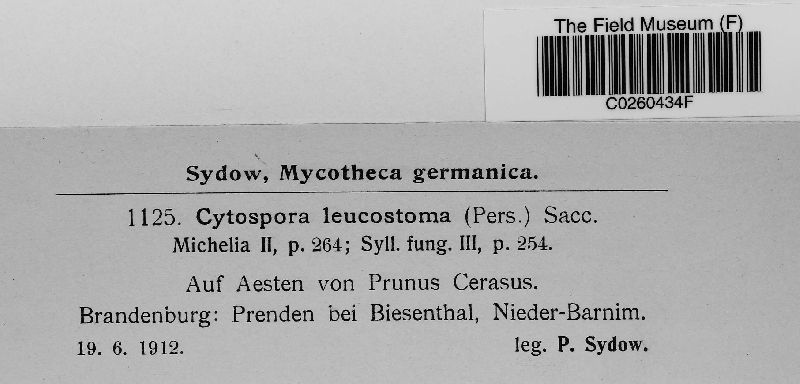 The Field Museum (F)
C0260434F
Sydow, Mycotheca germanica.
1125. Cytospora leucostoma (Pers.) Sacc.
Michelia II, p. 264; Syll. fung. III, p. 254.
Auf Aesten von Prunus Cerasus.
Brandenburg: Prenden bei Biesenthal, Nieder-Barnim.
19. 6. 1912. leg. P. Sydow.